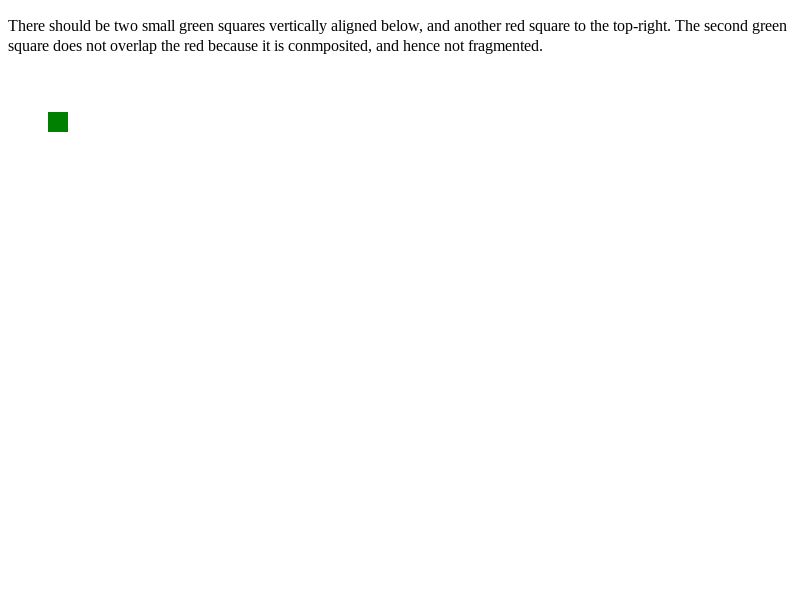 There should be two small green squares vertically aligned below, and another red square to the top-right. The second green
square does not overlap the red because it is conmposited, and hence not fragmented.